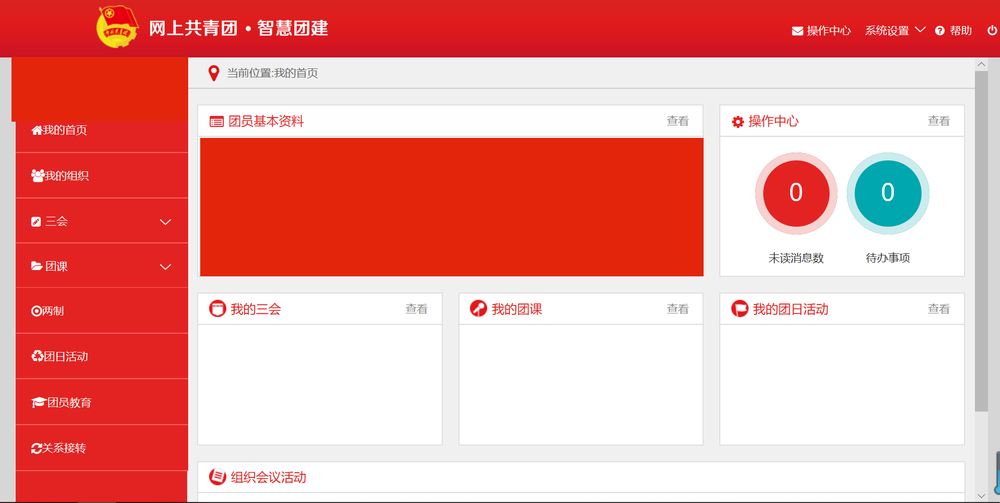 网上共青团·智慧团建
操作中心 系统设置 帮助
当前位置:我的首页
我的首页
我的组织
三会
团课
两制
团日活动
团员教育
关系接转
团员基本资料 查看
操作中心 查看
0 0
未读消息数 待办事项
我的三会 查看
我的团课 查看
我的团日活动 查看
组织会议活动